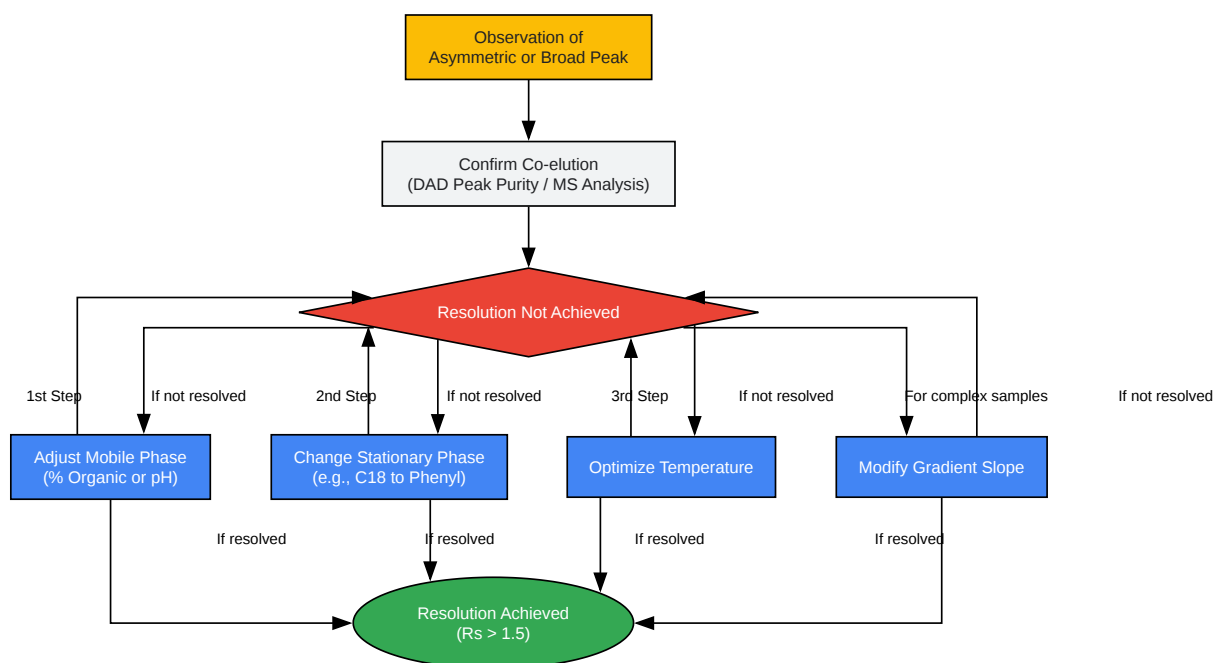 Observation of
Asymmetric or Broad Peak
Confirm Co-elution
(DAD Peak Purity / MS Analysis)
Resolution Not Achieved
1st Step
If not resolved
2nd Step
If not resolved
3rd Step
If not resolved
For complex samples
If not resolved
Adjust Mobile Phase
(% Organic or pH)
Change Stationary Phase
(e.g., C18 to Phenyl)
Optimize Temperature
Modify Gradient Slope
If resolved
If resolved
If resolved
If resolved
Resolution Achieved
(Rs > 1.5)